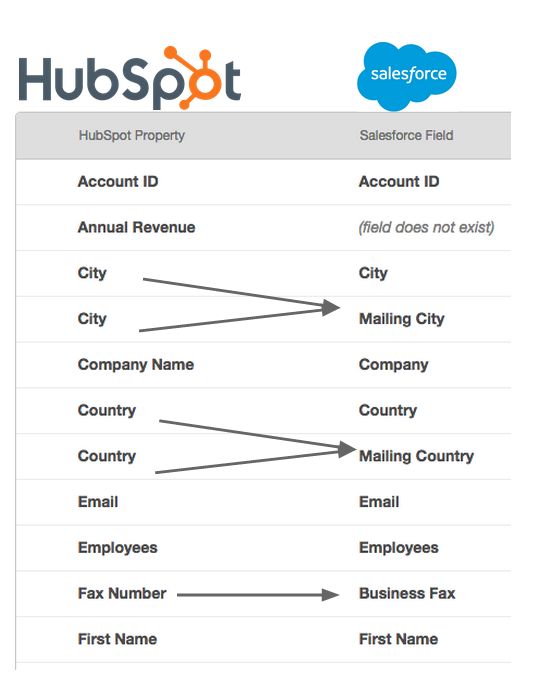 HubSpot salesforce
HubSpot Property Salesforce Field
Account ID Account ID
Annual Revenue (field does not exist)
City City
City Mailing City
Company Name Company
Country Country
Country Mailing Country
Email Email
Employees Employees
Fax Number Business Fax
First Name First Name